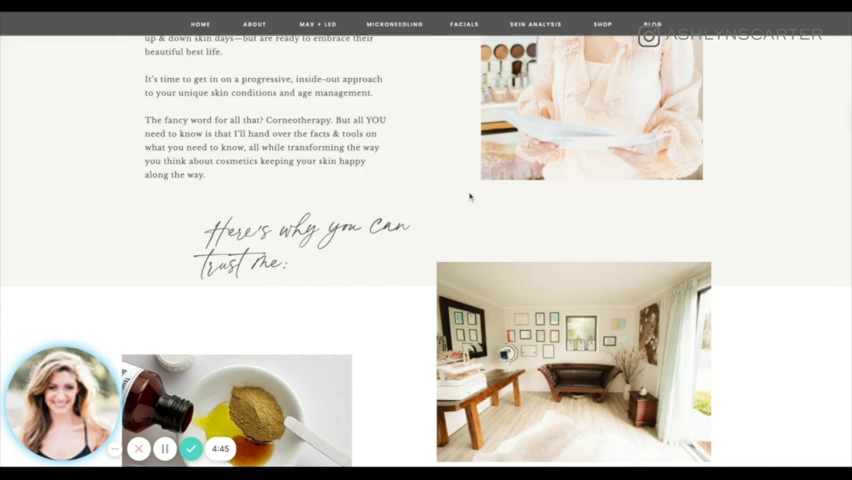 HOME ABOUT MAX + LED MICRONEEDLING FACIALS SKIN ANALYSIS SHOP BLOG
ASHLYNSCARTER
up & down skin days—but are ready to embrace their
beautiful best life.
It's time to get in on a progressive, inside-out approach
to your unique skin conditions and age management.
The fancy word for all that? Corneotherapy. But all YOU
need to know is that I'll hand over the facts & tools on
what you need to know, all while transforming the way
you think about cosmetics keeping your skin happy
along the way.
Here's why you can
trust me:
4:45